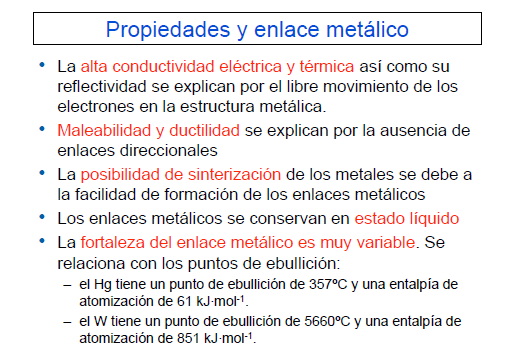 Propiedades y enlace metálico
• La alta conductividad eléctrica y térmica así como su
reflectividad se explican por el libre movimiento de los
electrones en la estructura metálica.
• Maleabilidad y ductilidad se explican por la ausencia de
enlaces direccionales
• La posibilidad de sinterización de los metales se debe a
la facilidad de formación de los enlaces metálicos
• Los enlaces metálicos se conservan en estado líquido
• La fortaleza del enlace metálico es muy variable. Se
relaciona con los puntos de ebullición:
– el Hg tiene un punto de ebullición de 357ºC y una entalpía de
atomización de 61 kJ·mol⁻¹.
– el W tiene un punto de ebullición de 5660ºC y una entalpía de
atomización de 851 kJ·mol⁻¹.